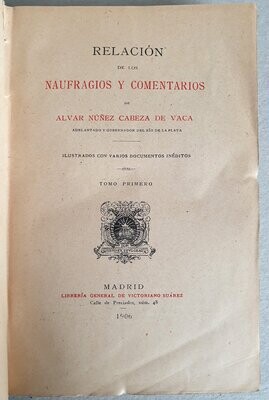 RELACIÓN
DE LOS
NAUFRAGIOS Y COMENTARIOS
DE
ALVAR NÚÑEZ CABEZA DE VACA
ADELANTADO Y GOBERNADOR DEL RÍO DE LA PLATA
ILUSTRADOS CON VARIOS DOCUMENTOS INÉDITOS
TOMO PRIMERO
MADRID
LIBRERÍA GENERAL DE VICTORIANO SUÁREZ
Calle de Preciados, núm. 48
1906